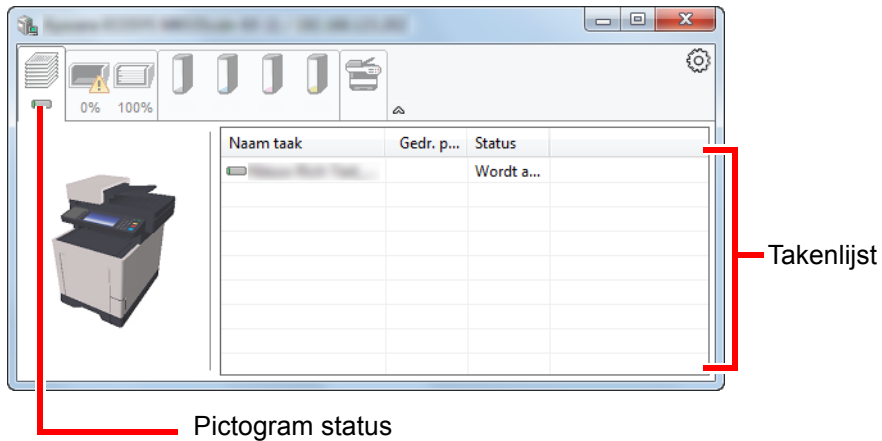 0% 100%
Naam taak Gedr. p... Status
Wordt a...
Takenlijst
Pictogram status